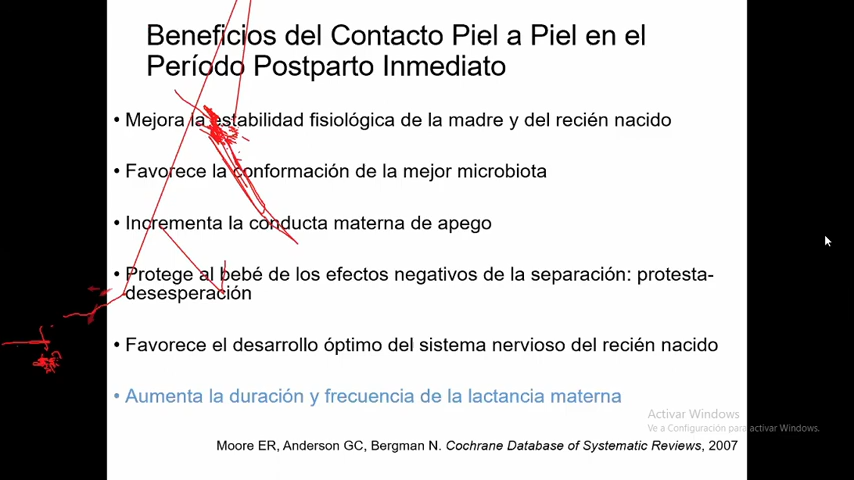 Beneficios del Contacto Piel a Piel en el
Período Postparto Inmediato
• Mejora la estabilidad fisiológica de la madre y del recién nacido
• Favorece la conformación de la mejor microbiota
• Incrementa la conducta materna de apego
• Protege al bebé de los efectos negativos de la separación: protesta-
desesperación
• Favorece el desarrollo óptimo del sistema nervioso del recién nacido
• Aumenta la duración y frecuencia de la lactancia materna
Activar Windows
Ve a Configuración para activar Windows.
Moore ER, Anderson GC, Bergman N. Cochrane Database of Systematic Reviews, 2007